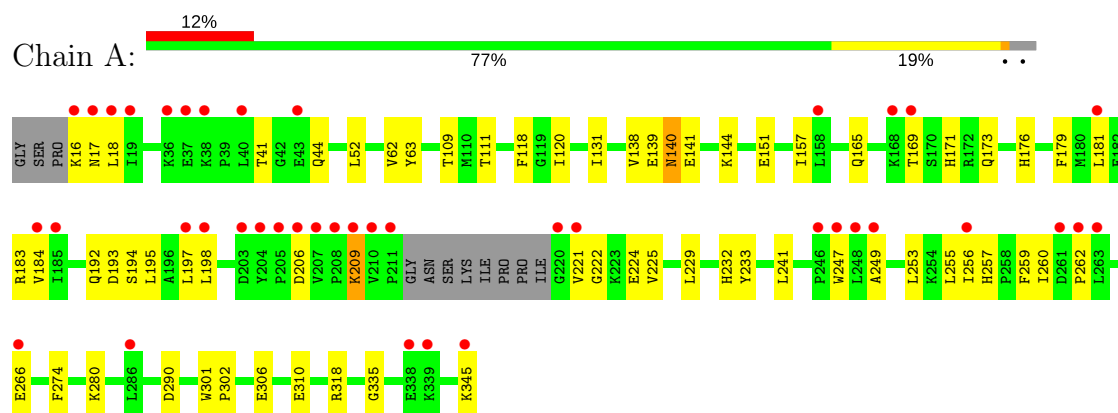 12%
Chain A:
77%
19%
GLY SER PRO K16 N17 L18 I19 K36 E37 K38 P39 L40 T41 G42 E43 Q44 L52 V62 Y63 T109 M110 T111 F118 G119 I120 I131 V138 E139 N140 E141 K144 E151 I157 L158 Q165 K168 T169 S170 H171 R172 Q173 H176 F179 M180 L181
R183 V184 I185 Q192 D193 S194 L195 A196 L197 L198 D203 Y204 P205 D206 V207 P208 K209 V210 P211 GLY ASN SER LYS ILE PRO PRO ILE G220 V221 G222 K223 E224 V225 L229 H232 Y233 L241 P246 W247 L248 A249 L253 K254 L255 I256 H257 P258 F259 I260 D261 P262 L263
E266 F274 K280 L286 D290 W301 P302 E306 E310 R318 G335 E338 K339 K345